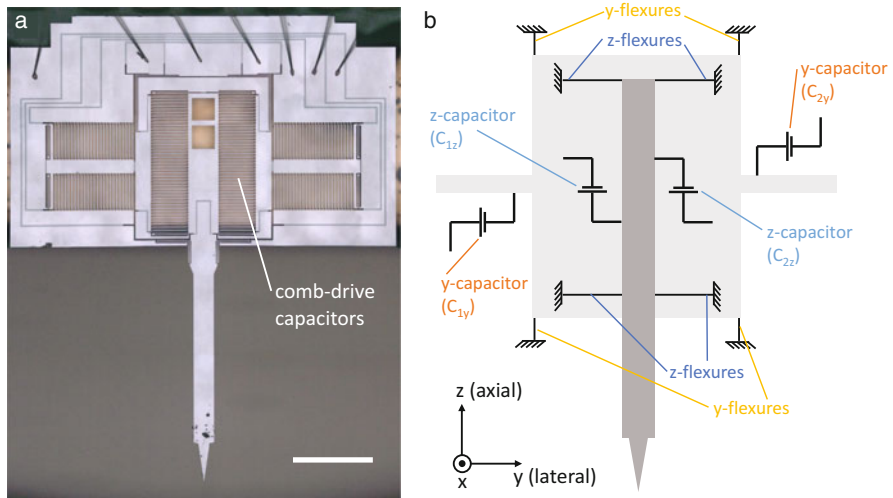 a
comb-drive
capacitors
b
y-flexures
z-flexures
y-capacitor
(C₂y)
z-capacitor
(C₁z)
z-capacitor
(C₂z)
y-capacitor
(C₁y)
z-flexures
y-flexures
z (axial)
y (lateral)
x